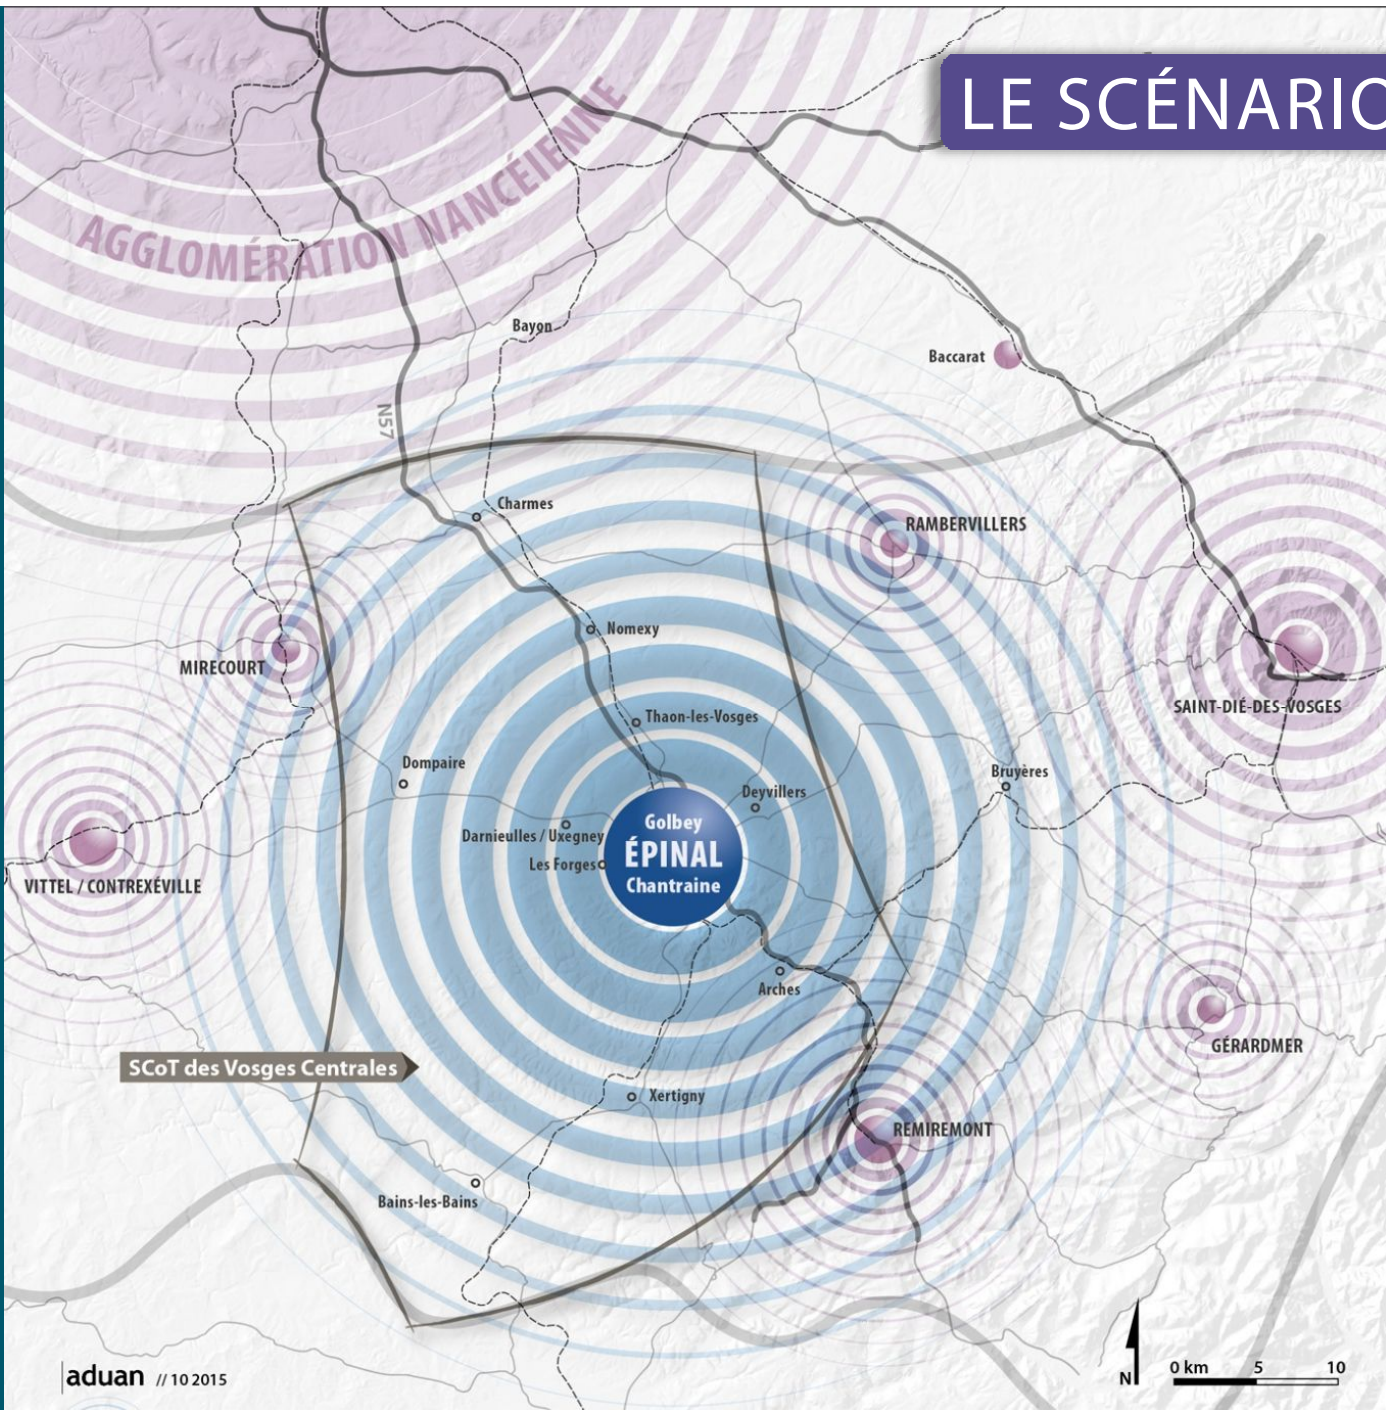 LE SCÉNARIO
AGGLOMÉRATION NANCÉIENNE
Bayon
Baccarat
N57
Charmes
RAMBERVILLERS
Nomexy
MIRECOURT
SAINT-DIÉ-DES-VOSGES
Thaon-les-Vosges
Dompaire
Bruyères
Deyvillers
Golbey
Darnieulles / Uxegney
ÉPINAL
Les Forges
Chantraine
VITTEL / CONTREXÉVILLE
Arches
GÉRARDMER
SCoT des Vosges Centrales
Xertigny
REMIREMONT
Bains-les-Bains
aduan // 10 2015
N
0 km 5 10